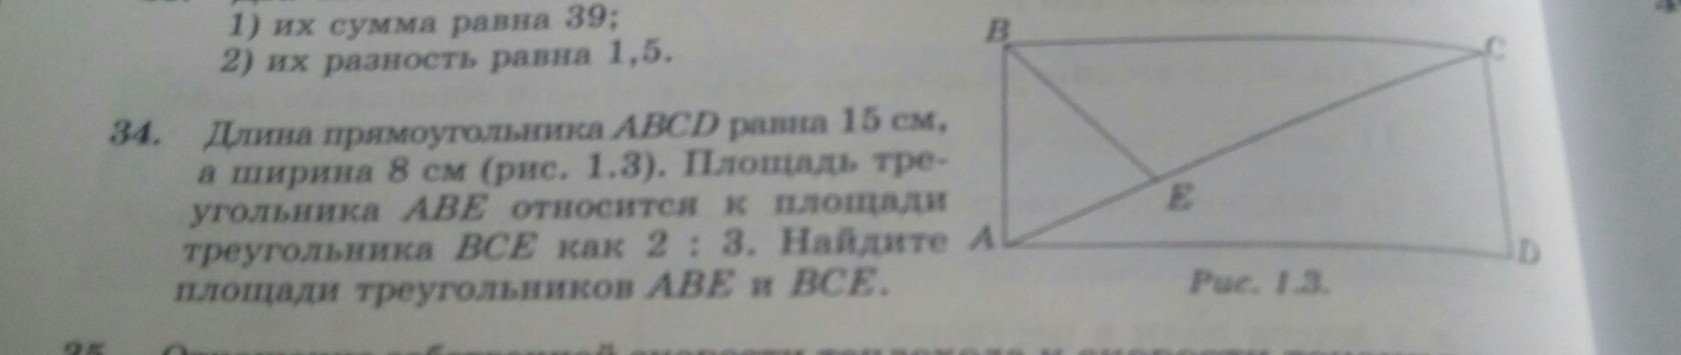 1) их сумма равна 39;
2) их разность равна 1,5.
34. Длина прямоугольника ABCD равна 15 см,
а ширина 8 см (рис. 1.3). Площадь тре-
угольника ABE относится к площади
треугольника BCE как 2 : 3. Найдите
площади треугольников ABE и BCE.
B
C
E
A
D
Рис. 1.3.